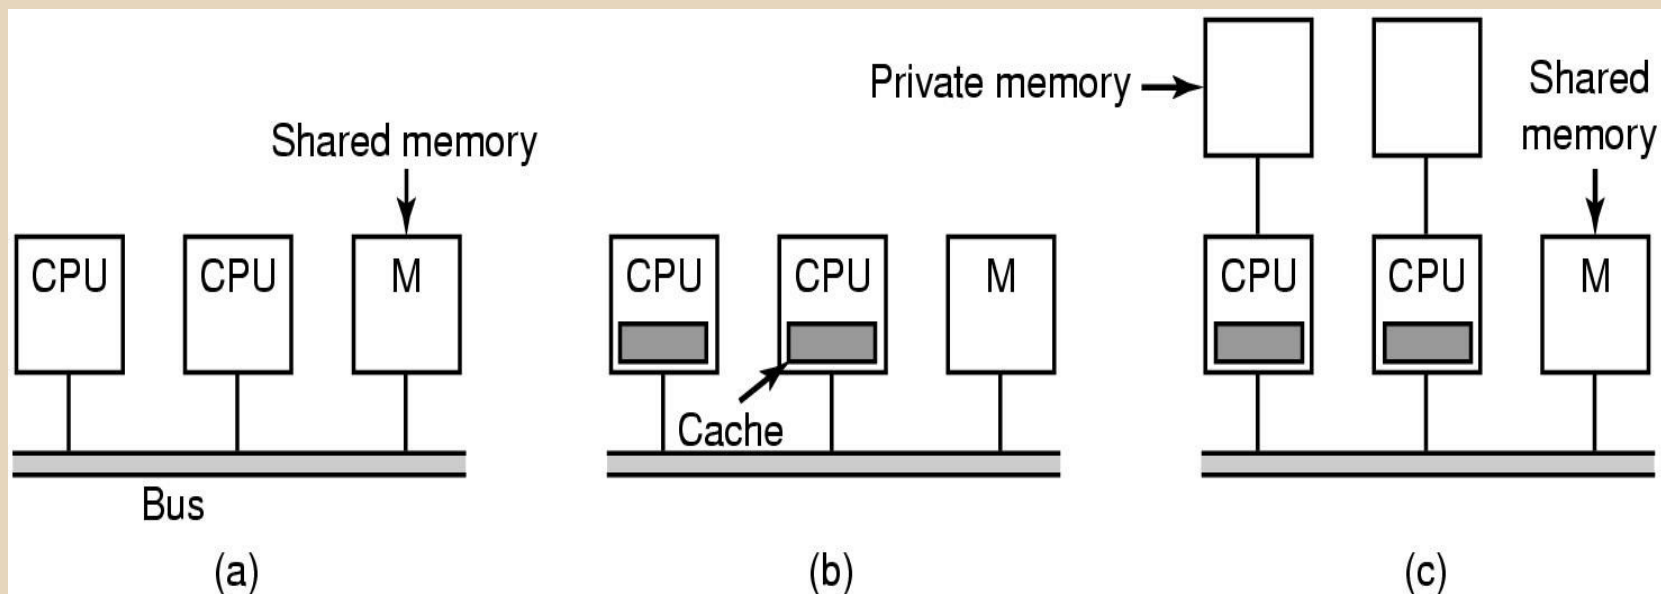 Shared memory
CPU
CPU
M
Bus
(a)
CPU
CPU
M
Cache
(b)
Private memory
Shared
memory
CPU
CPU
M
(c)